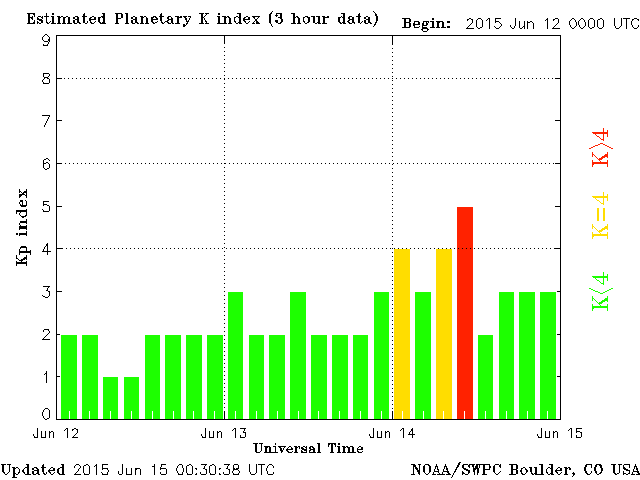 Estimated Planetary K index (3 hour data) Begin: 2015 Jun 12 0000 UTC
9
8
7
6
5
4
3
2
1
0
Kp index
K>4
K=4
K<4
Jun 12 Jun 13 Jun 14 Jun 15
Universal Time
Updated 2015 Jun 15 00:30:38 UTC NOAA/SWPC Boulder, CO USA